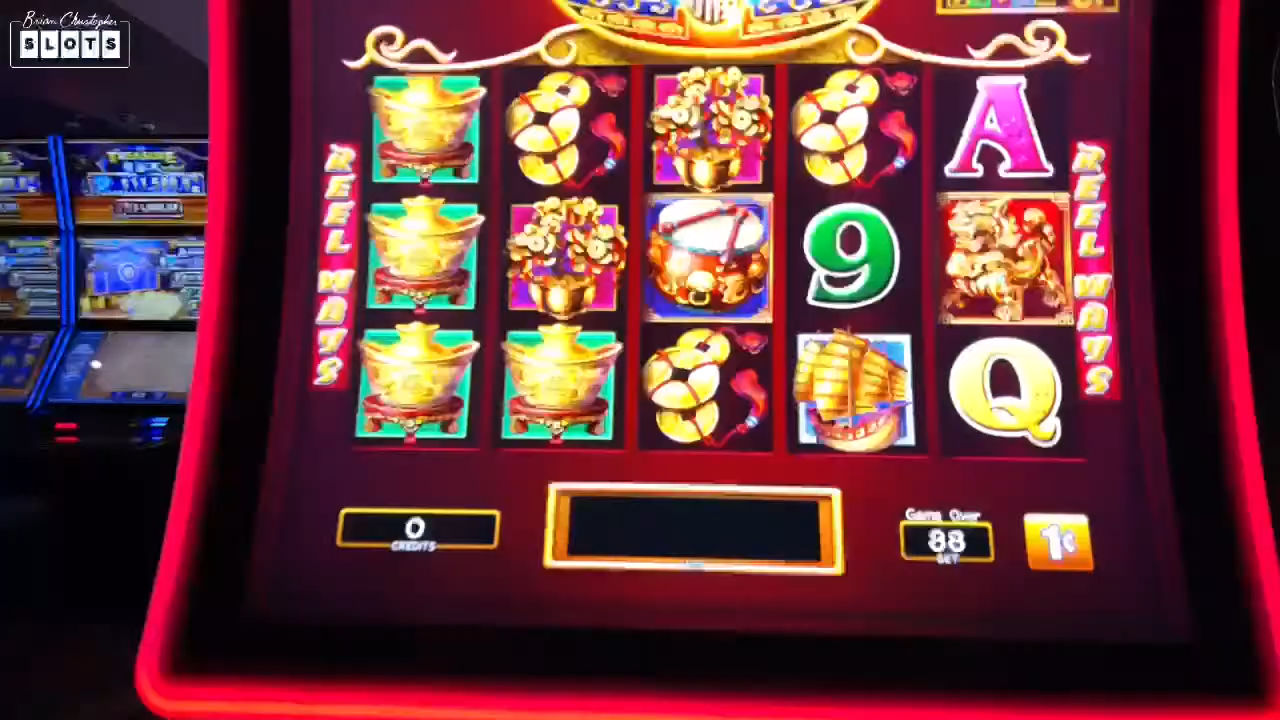 Brian Christopher
SLOTS
A
REEL WAYS
9
REEL WAYS
Q
0
CREDITS
Game Over
88
BET
1¢